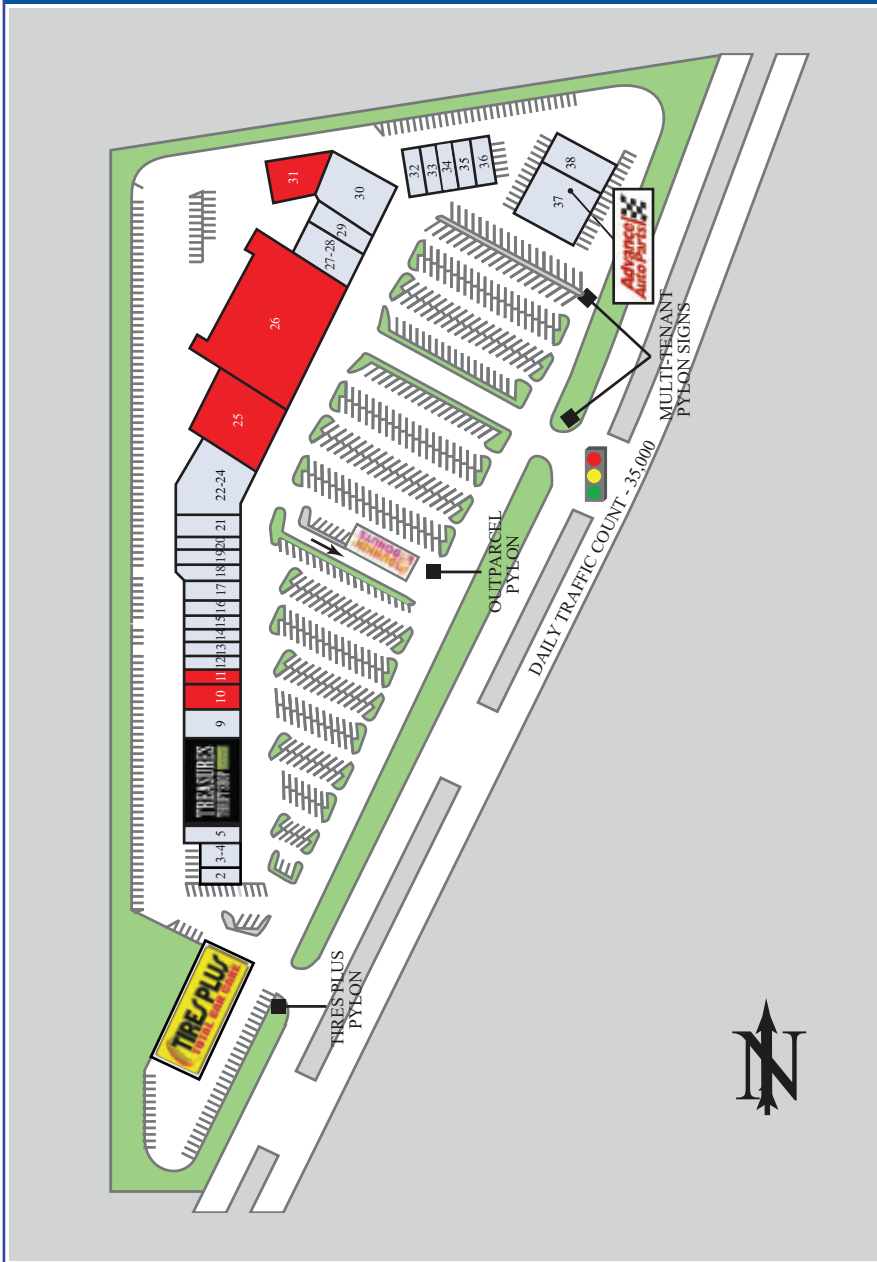 31
30
29
27-28
26
25
22-24
21
20
19
18
17
16
15
14
13
12
11
10
9
TREASURES
5
3-4
2
32
33
34
35
36
38
37
Advance
Auto Parts
MULTI-TENANT
PYLON SIGNS
DUNKIN'
DONUTS
OUTPARCEL
PYLON
DAILY TRAFFIC COUNT - 35,000
TIRES PLUS
TOTAL CAR CARE
TIRES PLUS
PYLON
N